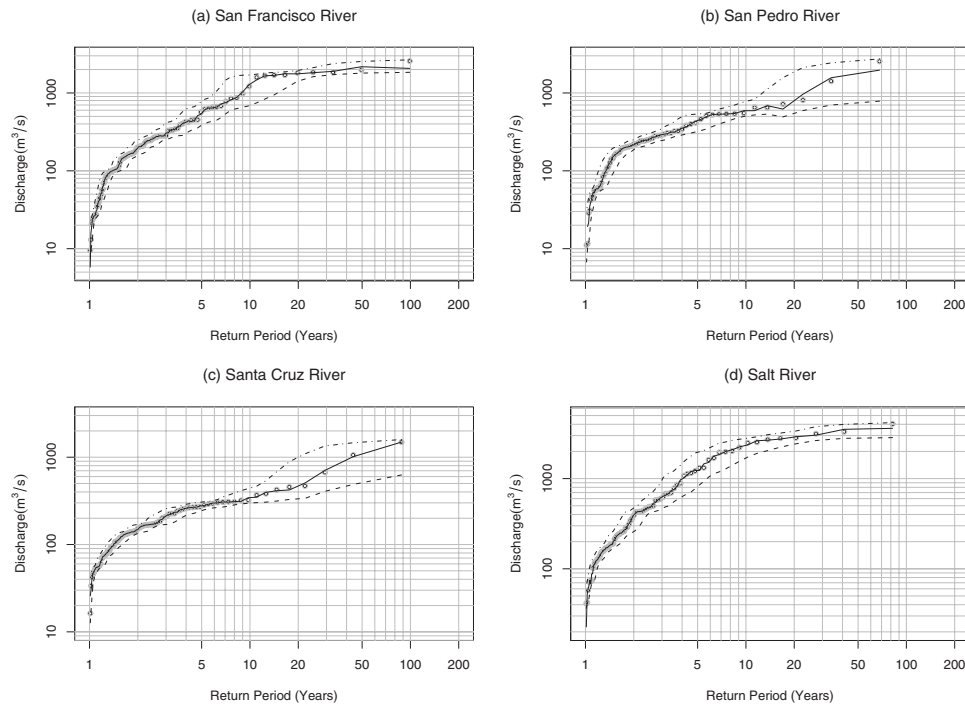 (a) San Francisco River
Discharge(m³/s)
1000
100
10
1 5 10 20 50 100 200
Return Period (Years)
(b) San Pedro River
Discharge(m³/s)
1000
100
10
1 5 10 20 50 100 200
Return Period (Years)
(c) Santa Cruz River
Discharge(m³/s)
1000
100
10
1 5 10 20 50 100 200
Return Period (Years)
(d) Salt River
Discharge(m³/s)
1000
100
1 5 10 20 50 100 200
Return Period (Years)